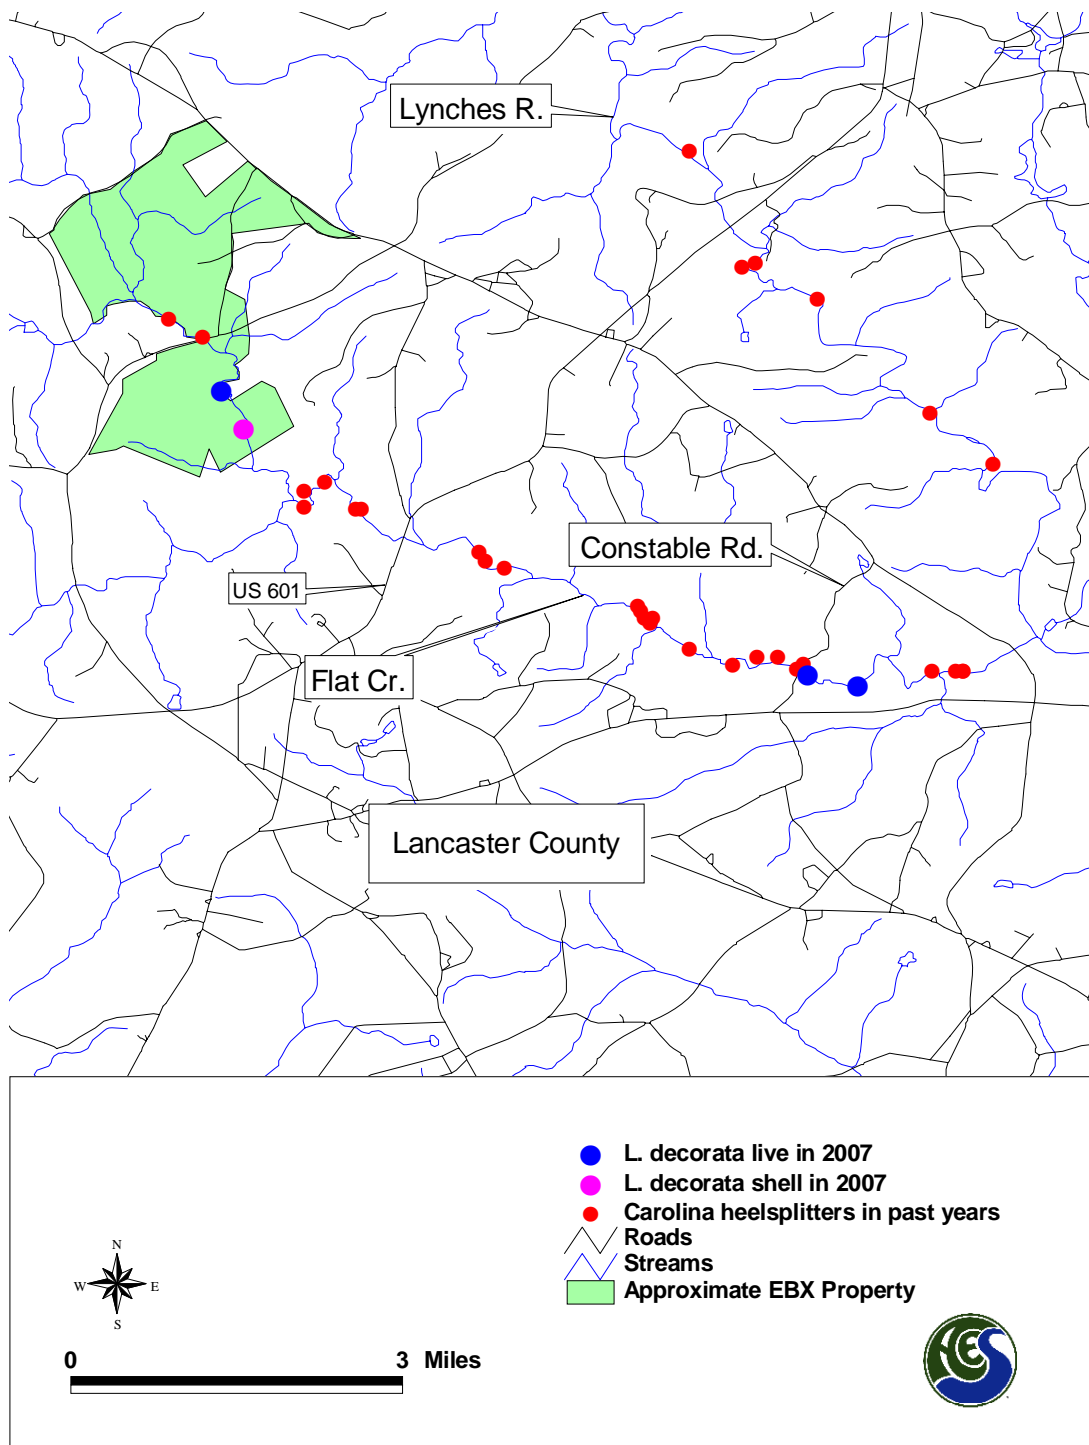 Lynches R.
Constable Rd.
US 601
Flat Cr.
Lancaster County
L. decorata live in 2007
L. decorata shell in 2007
Carolina heelsplitters in past years
Roads
Streams
Approximate EBX Property
N
W E
S
0 3 Miles